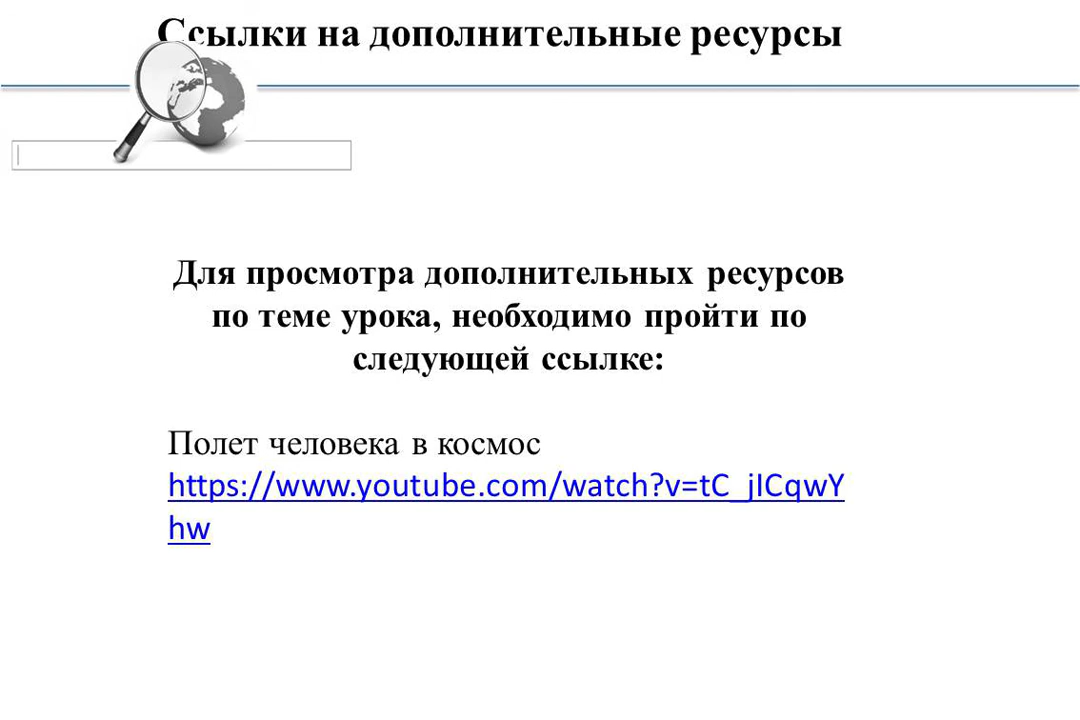 Ссылки на дополнительные ресурсы
Для просмотра дополнительных ресурсов
по теме урока, необходимо пройти по
следующей ссылке:
Полет человека в космос
https://www.youtube.com/watch?v=tC_jICqwY
hw